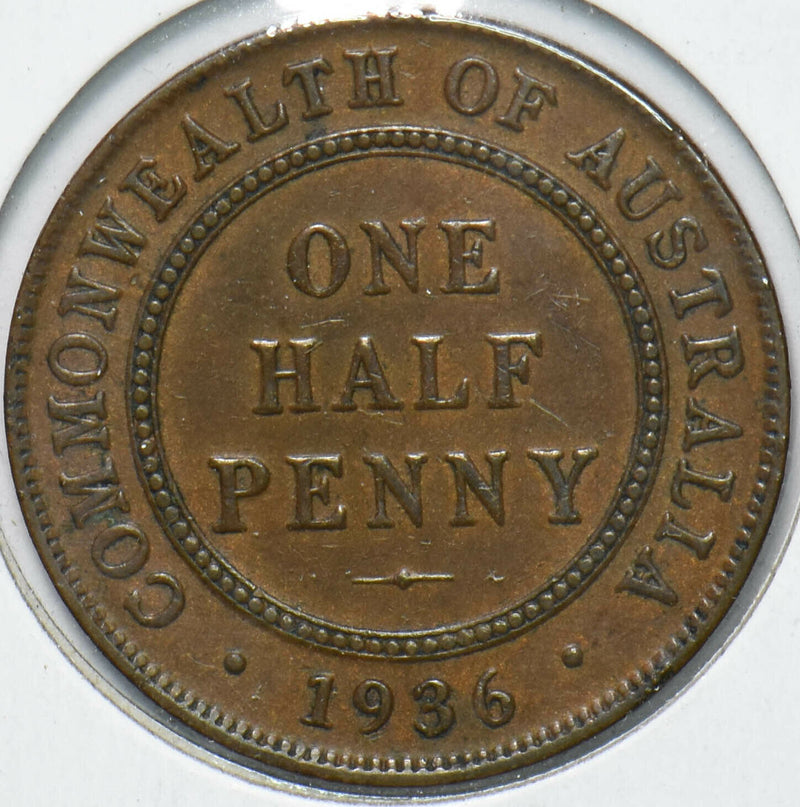 COMMONWEALTH OF AUSTRALIA
ONE
HALF
PENNY
1936